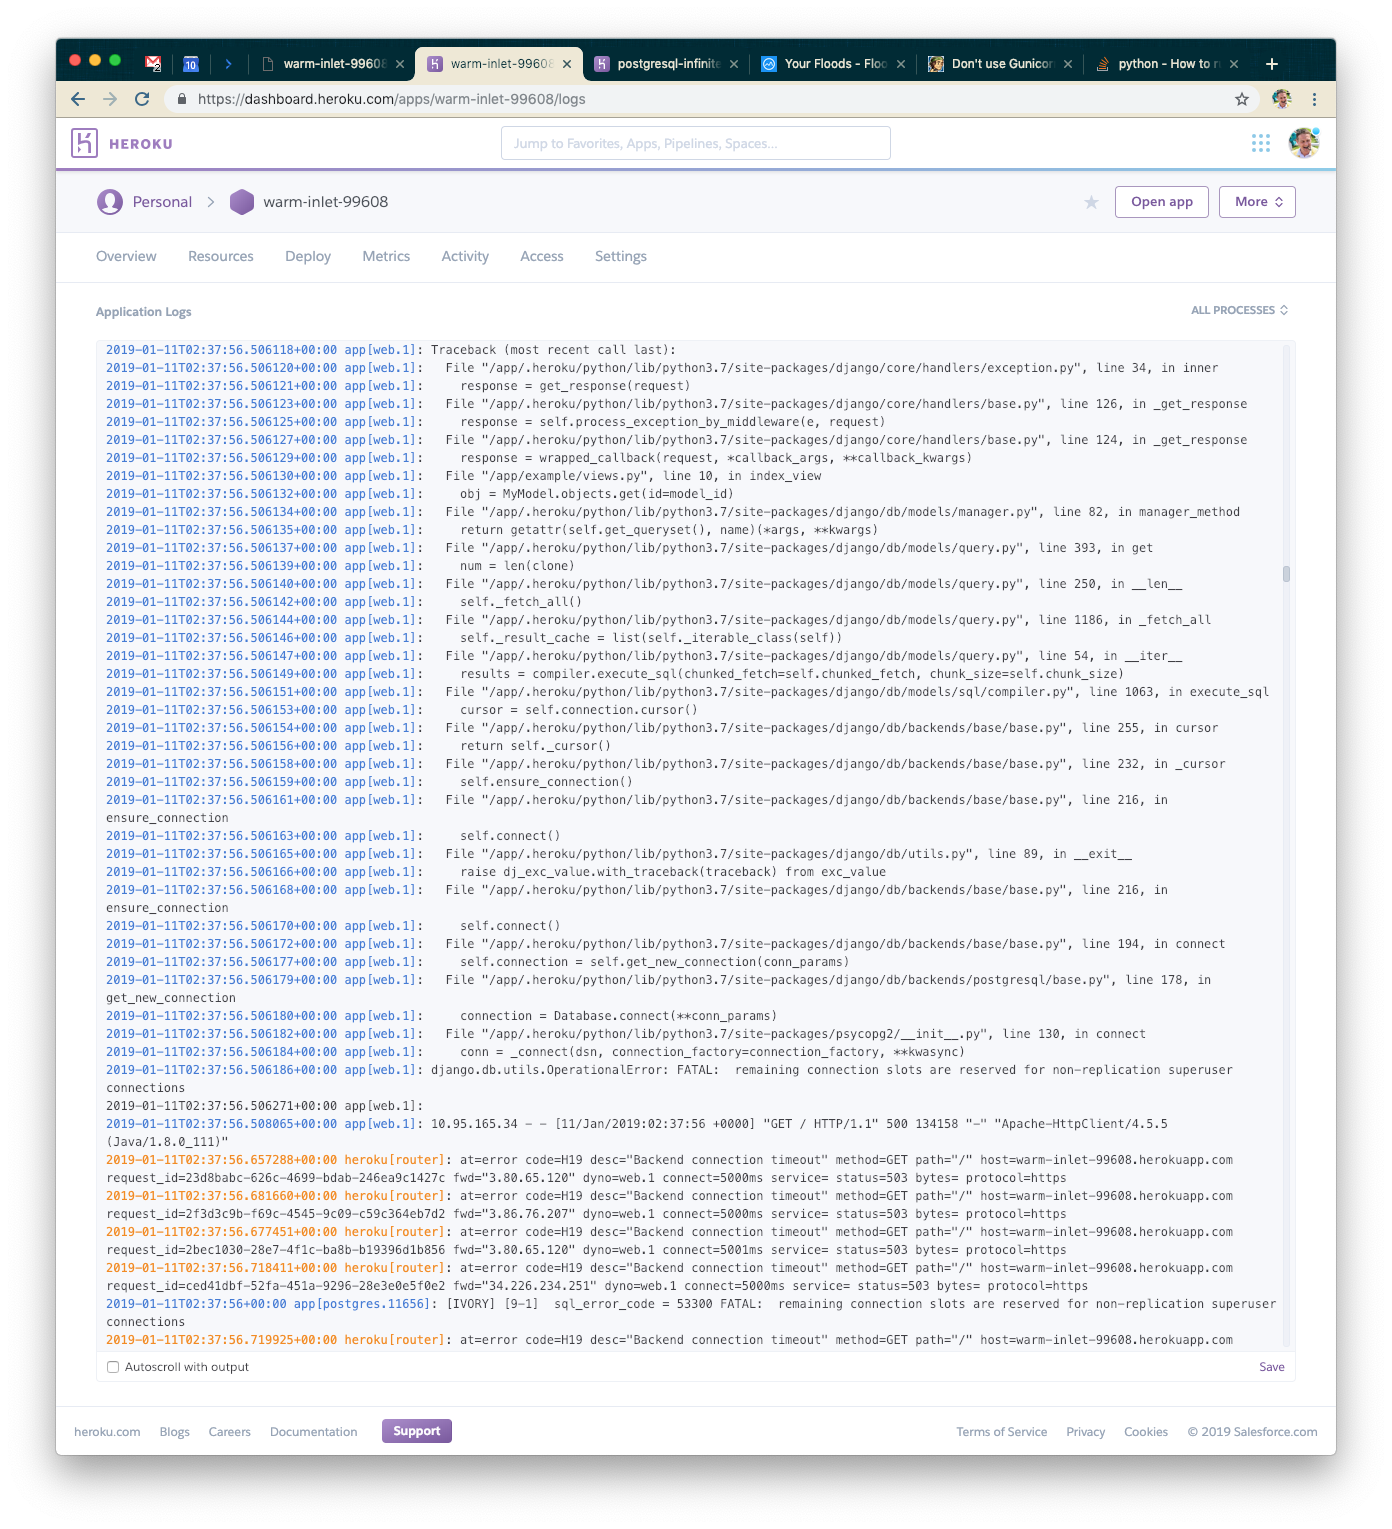 2
10
warm-inlet-99608
warm-inlet-99608
postgresql-infinite
Your Floods - Floo
Don't use Gunicor
python - How to r
https://dashboard.heroku.com/apps/warm-inlet-99608/logs
HEROKU
Jump to Favorites, Apps, Pipelines, Spaces...
Personal > warm-inlet-99608
Open app
More
Overview
Resources
Deploy
Metrics
Activity
Access
Settings
Application Logs
ALL PROCESSES
2019-01-11T02:37:56.506118+00:00 app[web.1]: Traceback (most recent call last):
2019-01-11T02:37:56.506120+00:00 app[web.1]:   File "/app/.heroku/python/lib/python3.7/site-packages/django/core/handlers/exception.py", line 34, in inner
2019-01-11T02:37:56.506121+00:00 app[web.1]:     response = get_response(request)
2019-01-11T02:37:56.506123+00:00 app[web.1]:   File "/app/.heroku/python/lib/python3.7/site-packages/django/core/handlers/base.py", line 126, in _get_response
2019-01-11T02:37:56.506125+00:00 app[web.1]:     response = self.process_exception_by_middleware(e, request)
2019-01-11T02:37:56.506127+00:00 app[web.1]:   File "/app/.heroku/python/lib/python3.7/site-packages/django/core/handlers/base.py", line 124, in _get_response
2019-01-11T02:37:56.506129+00:00 app[web.1]:     response = wrapped_callback(request, *callback_args, **callback_kwargs)
2019-01-11T02:37:56.506130+00:00 app[web.1]:   File "/app/example/views.py", line 10, in index_view
2019-01-11T02:37:56.506132+00:00 app[web.1]:     obj = MyModel.objects.get(id=model_id)
2019-01-11T02:37:56.506134+00:00 app[web.1]:   File "/app/.heroku/python/lib/python3.7/site-packages/django/db/models/manager.py", line 82, in manager_method
2019-01-11T02:37:56.506135+00:00 app[web.1]:     return getattr(self.get_queryset(), name)(*args, **kwargs)
2019-01-11T02:37:56.506137+00:00 app[web.1]:   File "/app/.heroku/python/lib/python3.7/site-packages/django/db/models/query.py", line 393, in get
2019-01-11T02:37:56.506139+00:00 app[web.1]:     num = len(clone)
2019-01-11T02:37:56.506140+00:00 app[web.1]:   File "/app/.heroku/python/lib/python3.7/site-packages/django/db/models/query.py", line 250, in __len__
2019-01-11T02:37:56.506142+00:00 app[web.1]:     self._fetch_all()
2019-01-11T02:37:56.506144+00:00 app[web.1]:   File "/app/.heroku/python/lib/python3.7/site-packages/django/db/models/query.py", line 1186, in _fetch_all
2019-01-11T02:37:56.506146+00:00 app[web.1]:     self._result_cache = list(self._iterable_class(self))
2019-01-11T02:37:56.506147+00:00 app[web.1]:   File "/app/.heroku/python/lib/python3.7/site-packages/django/db/models/query.py", line 54, in __iter__
2019-01-11T02:37:56.506149+00:00 app[web.1]:     results = compiler.execute_sql(chunked_fetch=self.chunked_fetch, chunk_size=self.chunk_size)
2019-01-11T02:37:56.506151+00:00 app[web.1]:   File "/app/.heroku/python/lib/python3.7/site-packages/django/db/models/sql/compiler.py", line 1063, in execute_sql
2019-01-11T02:37:56.506153+00:00 app[web.1]:     cursor = self.connection.cursor()
2019-01-11T02:37:56.506154+00:00 app[web.1]:   File "/app/.heroku/python/lib/python3.7/site-packages/django/db/backends/base/base.py", line 255, in cursor
2019-01-11T02:37:56.506156+00:00 app[web.1]:     return self._cursor()
2019-01-11T02:37:56.506158+00:00 app[web.1]:   File "/app/.heroku/python/lib/python3.7/site-packages/django/db/backends/base/base.py", line 232, in _cursor
2019-01-11T02:37:56.506159+00:00 app[web.1]:     self.ensure_connection()
2019-01-11T02:37:56.506161+00:00 app[web.1]:   File "/app/.heroku/python/lib/python3.7/site-packages/django/db/backends/base/base.py", line 216, in
ensure_connection
2019-01-11T02:37:56.506163+00:00 app[web.1]:     self.connect()
2019-01-11T02:37:56.506165+00:00 app[web.1]:   File "/app/.heroku/python/lib/python3.7/site-packages/django/db/utils.py", line 89, in __exit__
2019-01-11T02:37:56.506166+00:00 app[web.1]:     raise dj_exc_value.with_traceback(traceback) from exc_value
2019-01-11T02:37:56.506168+00:00 app[web.1]:   File "/app/.heroku/python/lib/python3.7/site-packages/django/db/backends/base/base.py", line 216, in
ensure_connection
2019-01-11T02:37:56.506170+00:00 app[web.1]:     self.connect()
2019-01-11T02:37:56.506172+00:00 app[web.1]:   File "/app/.heroku/python/lib/python3.7/site-packages/django/db/backends/base/base.py", line 194, in connect
2019-01-11T02:37:56.506177+00:00 app[web.1]:     self.connection = self.get_new_connection(conn_params)
2019-01-11T02:37:56.506179+00:00 app[web.1]:   File "/app/.heroku/python/lib/python3.7/site-packages/django/db/backends/postgresql/base.py", line 178, in
get_new_connection
2019-01-11T02:37:56.506180+00:00 app[web.1]:     connection = Database.connect(**conn_params)
2019-01-11T02:37:56.506182+00:00 app[web.1]:   File "/app/.heroku/python/lib/python3.7/site-packages/psycopg2/__init__.py", line 130, in connect
2019-01-11T02:37:56.506184+00:00 app[web.1]:     conn = _connect(dsn, connection_factory=connection_factory, **kwasync)
2019-01-11T02:37:56.506186+00:00 app[web.1]: django.db.utils.OperationalError: FATAL:  remaining connection slots are reserved for non-replication superuser
connections
2019-01-11T02:37:56.506271+00:00 app[web.1]:
2019-01-11T02:37:56.508065+00:00 app[web.1]: 10.95.165.34 - - [11/Jan/2019:02:37:56 +0000] "GET / HTTP/1.1" 500 134158 "-" "Apache-HttpClient/4.5.5
(Java/1.8.0_111)"
2019-01-11T02:37:56.657288+00:00 heroku[router]: at=error code=H19 desc="Backend connection timeout" method=GET path="/" host=warm-inlet-99608.herokuapp.com
request_id=23d8babc-626c-4699-bdab-246ea9c1427c fwd="3.80.65.120" dyno=web.1 connect=5000ms service= status=503 bytes= protocol=https
2019-01-11T02:37:56.681660+00:00 heroku[router]: at=error code=H19 desc="Backend connection timeout" method=GET path="/" host=warm-inlet-99608.herokuapp.com
request_id=2f3d3c9b-f69c-4545-9c09-c59c364eb7d2 fwd="3.86.76.207" dyno=web.1 connect=5000ms service= status=503 bytes= protocol=https
2019-01-11T02:37:56.677451+00:00 heroku[router]: at=error code=H19 desc="Backend connection timeout" method=GET path="/" host=warm-inlet-99608.herokuapp.com
request_id=2bec1030-28e7-4f1c-ba8b-b19396d1b856 fwd="3.80.65.120" dyno=web.1 connect=5001ms service= status=503 bytes= protocol=https
2019-01-11T02:37:56.718411+00:00 heroku[router]: at=error code=H19 desc="Backend connection timeout" method=GET path="/" host=warm-inlet-99608.herokuapp.com
request_id=ced41dbf-52fa-451a-9296-28e3e0e5f0e2 fwd="34.226.234.251" dyno=web.1 connect=5000ms service= status=503 bytes= protocol=https
2019-01-11T02:37:56+00:00 app[postgres.11656]: [IVORY] [9-1]  sql_error_code = 53300 FATAL:  remaining connection slots are reserved for non-replication superuser
connections
2019-01-11T02:37:56.719925+00:00 heroku[router]: at=error code=H19 desc="Backend connection timeout" method=GET path="/" host=warm-inlet-99608.herokuapp.com
Autoscroll with output
Save
heroku.com
Blogs
Careers
Documentation
Support
Terms of Service
Privacy
Cookies
© 2019 Salesforce.com